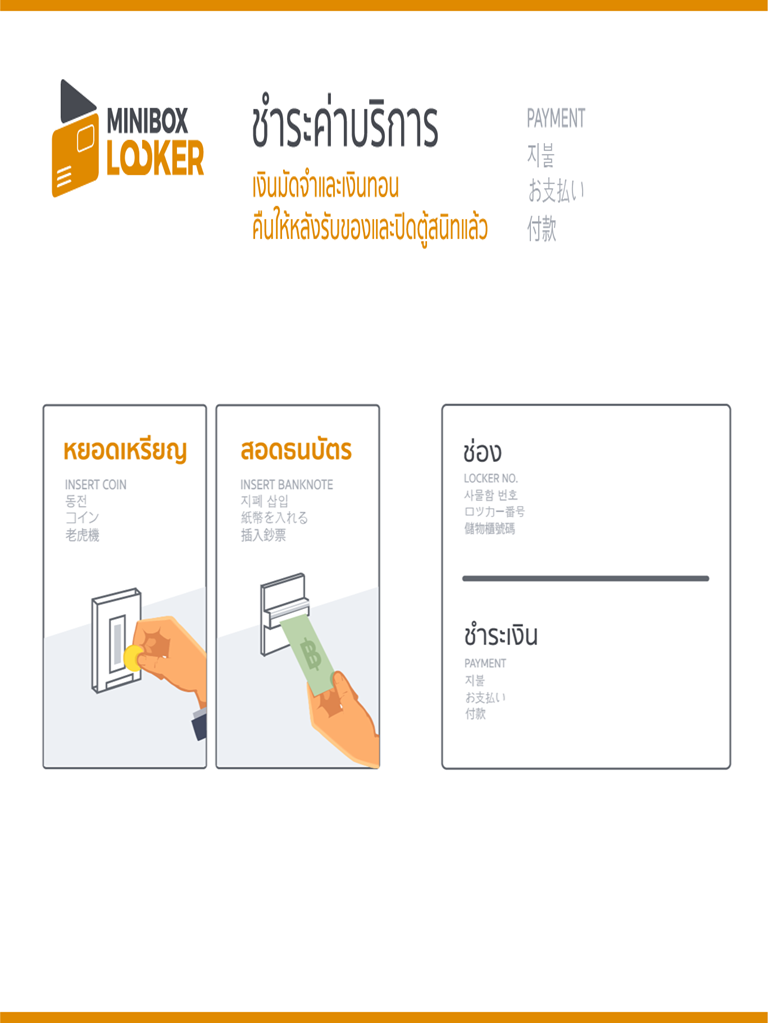 MINIBOX
LOOKER
ชำระค่าบริการ
เงินมัดจำและเงินทอน
คืนให้หลังรับของและปิดตู้สนิทแล้ว
PAYMENT
지불
お支払い
付款
หยอดเหรียญ
INSERT COIN
동전
コイン
老虎機
สอดธนบัตร
INSERT BANKNOTE
지폐 삽입
紙幣を入れる
插入鈔票
฿
ช่อง
LOCKER NO.
사물함 번호
ロツカー番号
儲物櫃號碼
ชำระเงิน
PAYMENT
지불
お支払い
付款